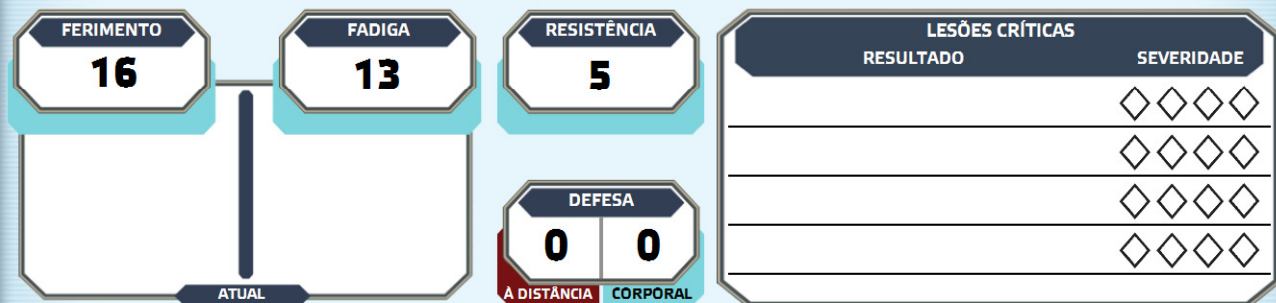 FERIMENTO
16
FADIGA
13
ATUAL
RESISTÊNCIA
5
DEFESA
0 0
À DISTÂNCIA CORPORAL
LESÕES CRÍTICAS
RESULTADO SEVERIDADE